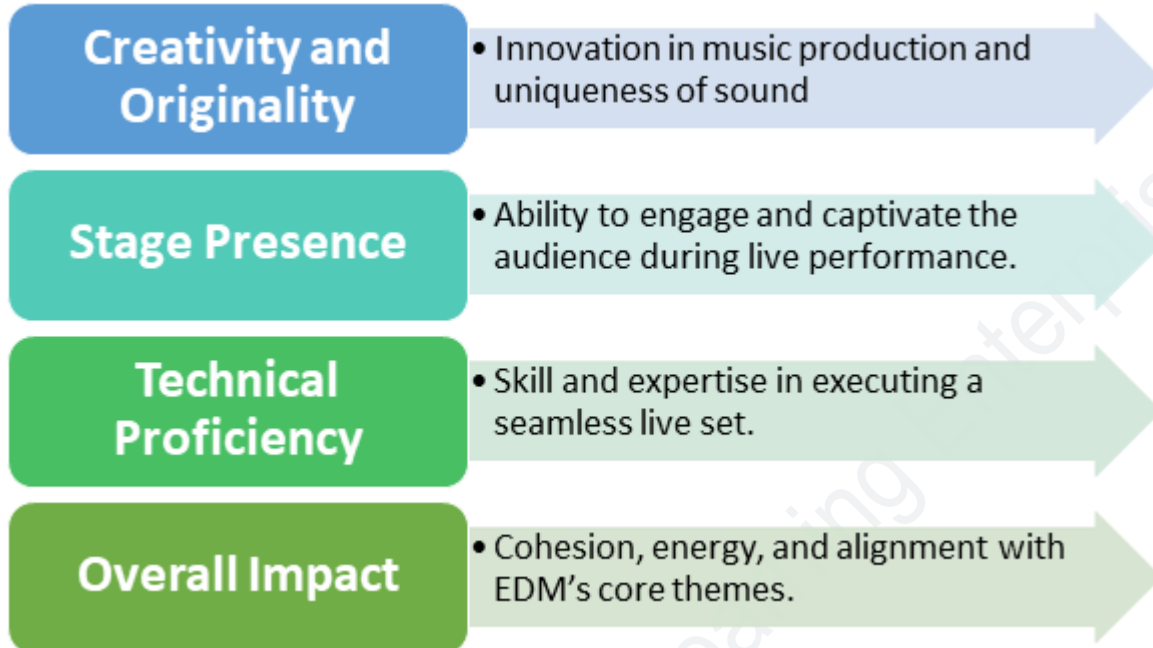 Creativity and
Originality
• Innovation in music production and
uniqueness of sound
Stage Presence
• Ability to engage and captivate the
audience during live performance.
Technical
Proficiency
• Skill and expertise in executing a
seamless live set.
Overall Impact
• Cohesion, energy, and alignment with
EDM's core themes.